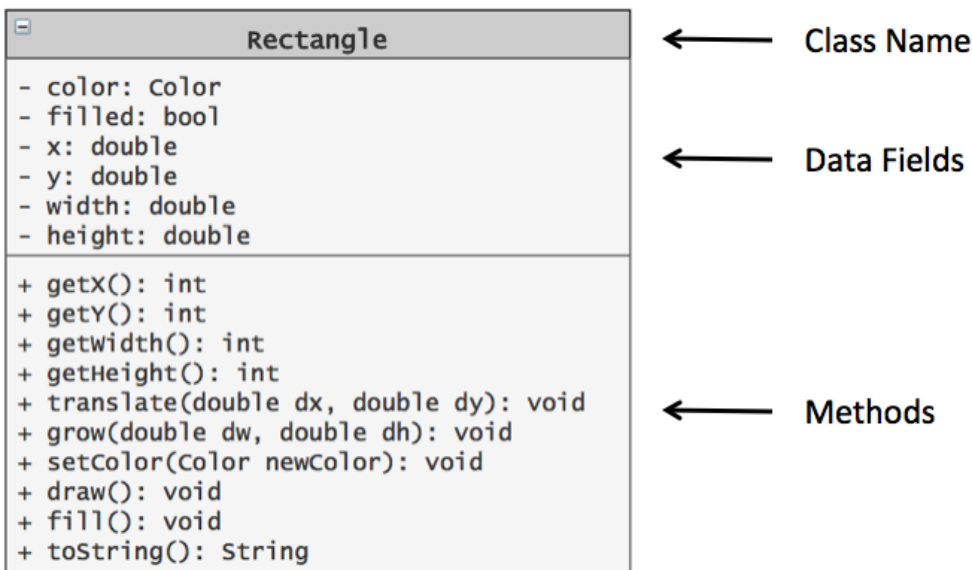 Rectangle
Class Name
- color: Color
- filled: bool
- x: double
- y: double
- width: double
- height: double
Data Fields
+ getX(): int
+ getY(): int
+ getWidth(): int
+ getHeight(): int
+ translate(double dx, double dy): void
+ grow(double dw, double dh): void
+ setColor(Color newColor): void
+ draw(): void
+ fill(): void
+ toString(): String
Methods